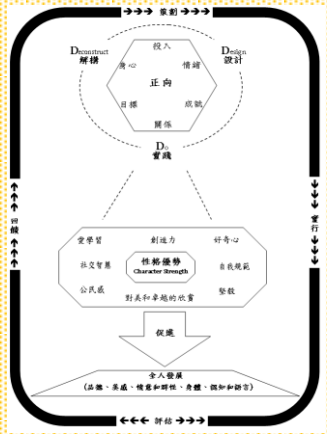 →→→ 策劃 →→→
Deconstruct
解構
Design
設計
投入
身心
情緒
正向
目標
成就
關係
Do
實踐
↑↑↑ 回饋 ↑↑↑
↓↓↓ 實行 ↓↓↓
愛學習
創造力
好奇心
社交智慧
性格優勢
Character Strength
自我規範
公民感
對美和卓越的欣賞
堅毅
促進
全人發展
(品德、美感、情意和群性、身體、認知和語言)
←←← 評估 →→→